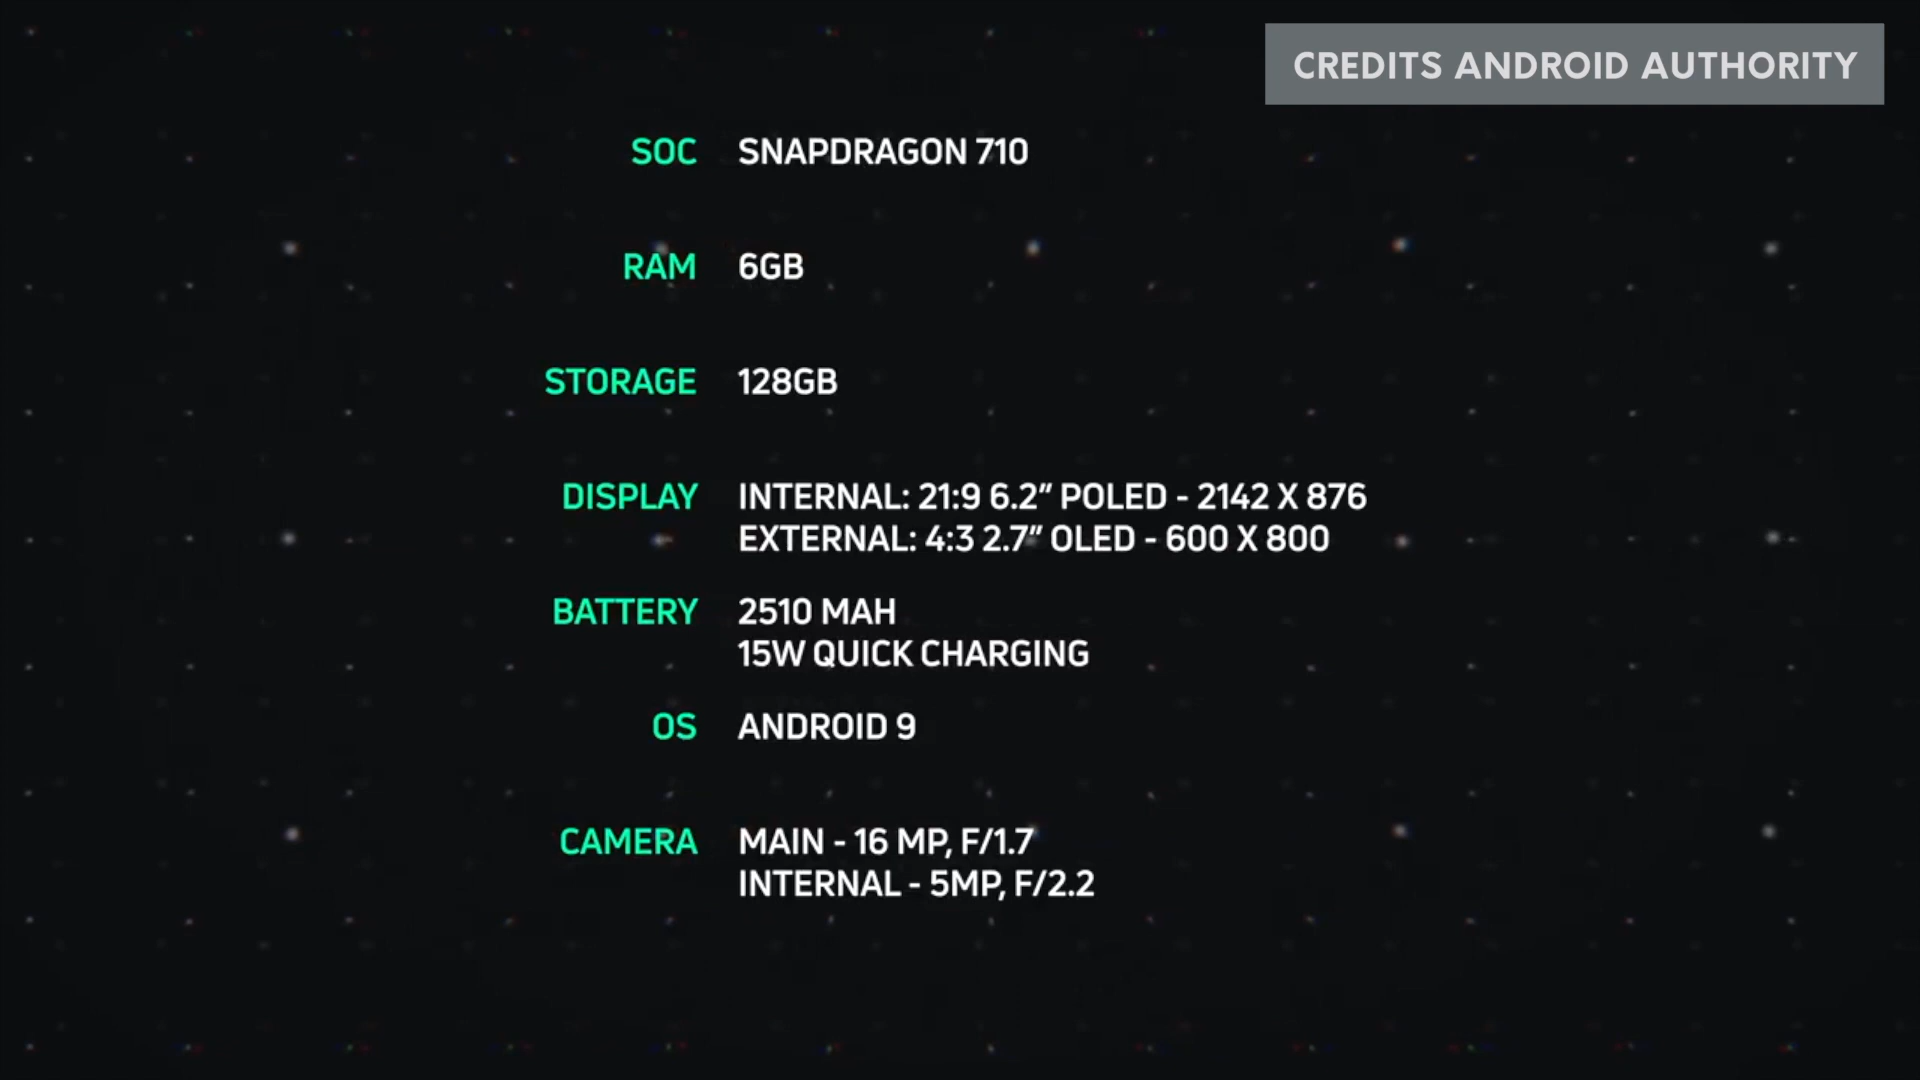 CREDITS ANDROID AUTHORITY
SOC SNAPDRAGON 710
RAM 6GB
STORAGE 128GB
DISPLAY INTERNAL: 21:9 6.2” POLED - 2142 X 876
EXTERNAL: 4:3 2.7” OLED - 600 X 800
BATTERY 2510 MAH
15W QUICK CHARGING
OS ANDROID 9
CAMERA MAIN - 16 MP, F/1.7
INTERNAL - 5MP, F/2.2